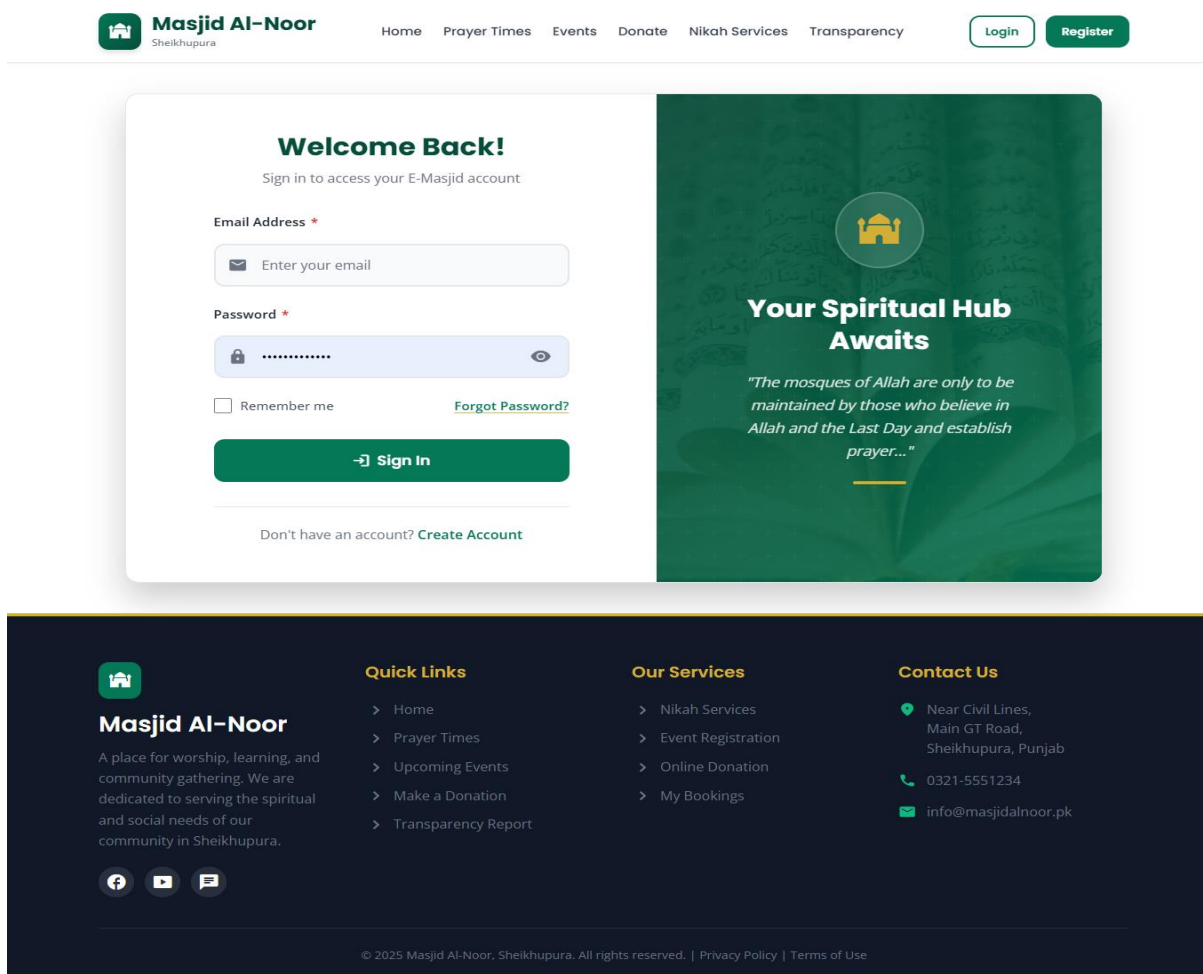 Masjid Al-Noor
Sheikhupura
Home Prayer Times Events Donate Nikah Services Transparency
Login Register
Welcome Back!
Sign in to access your E-Masjid account
Email Address *
Enter your email
Password *
•••••••••••••
Remember me Forgot Password?
Sign In
Don't have an account? Create Account
Your Spiritual Hub
Awaits
"The mosques of Allah are only to be
maintained by those who believe in
Allah and the Last Day and establish
prayer..."
Masjid Al-Noor
A place for worship, learning, and
community gathering. We are
dedicated to serving the spiritual
and social needs of our
community in Sheikhupura.
Quick Links
Home
Prayer Times
Upcoming Events
Make a Donation
Transparency Report
Our Services
Nikah Services
Event Registration
Online Donation
My Bookings
Contact Us
Near Civil Lines,
Main GT Road,
Sheikhupura, Punjab
0321-5551234
info@masjidalnoor.pk
© 2025 Masjid Al-Noor, Sheikhupura. All rights reserved. | Privacy Policy | Terms of Use